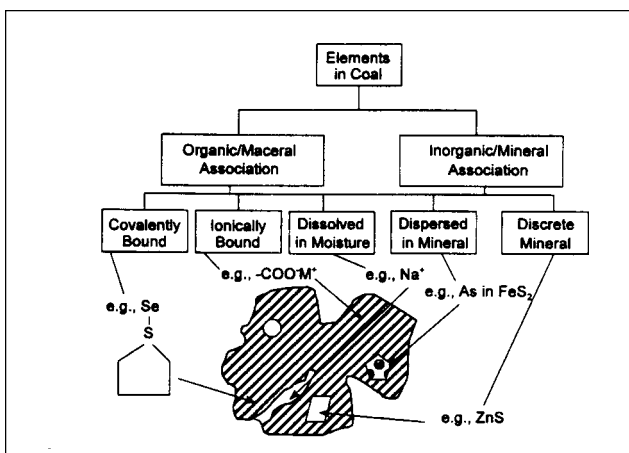 Elements
in Coal
Organic/Maceral
Association
Inorganic/Mineral
Association
Covalently
Bound
Ionically
Bound
Dissolved
in Moisture
Dispersed
in Mineral
Discrete
Mineral
e.g., -COO⁻M⁺
e.g., Na⁺
e.g., As in FeS₂
e.g., Se
S
e.g., ZnS